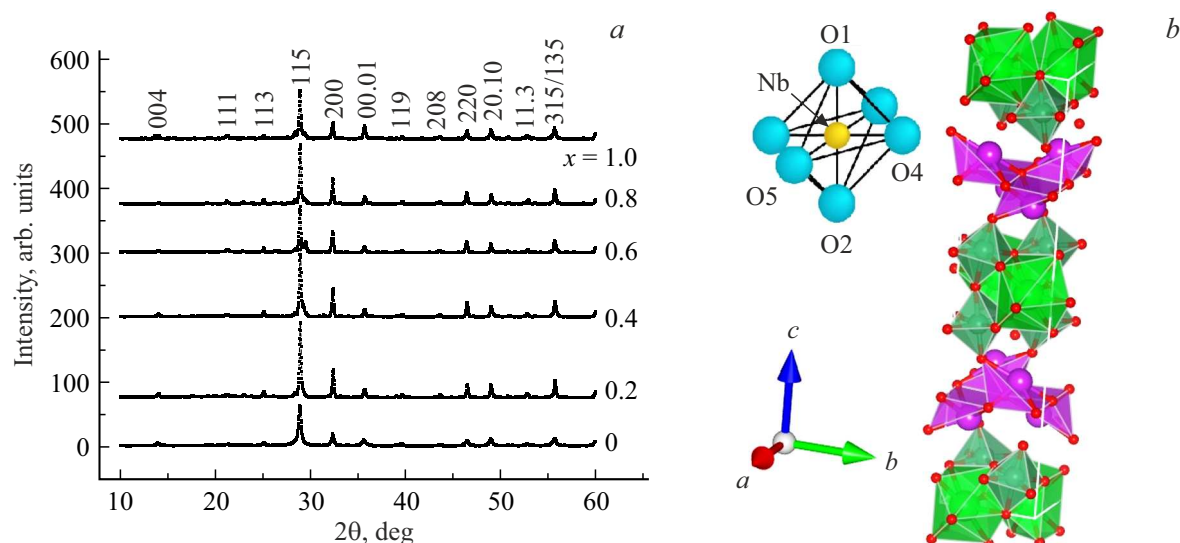 a
600
500
400
300
200
100
0
Intensity, arb. units
004
111
113
115
200
00.01
119
208
220
20.10
11.3
315/135
x = 1.0
0.8
0.6
0.4
0.2
0
10
20
30
40
50
60
2θ, deg
b
O1
Nb
O4
O5
O2
c
b
a